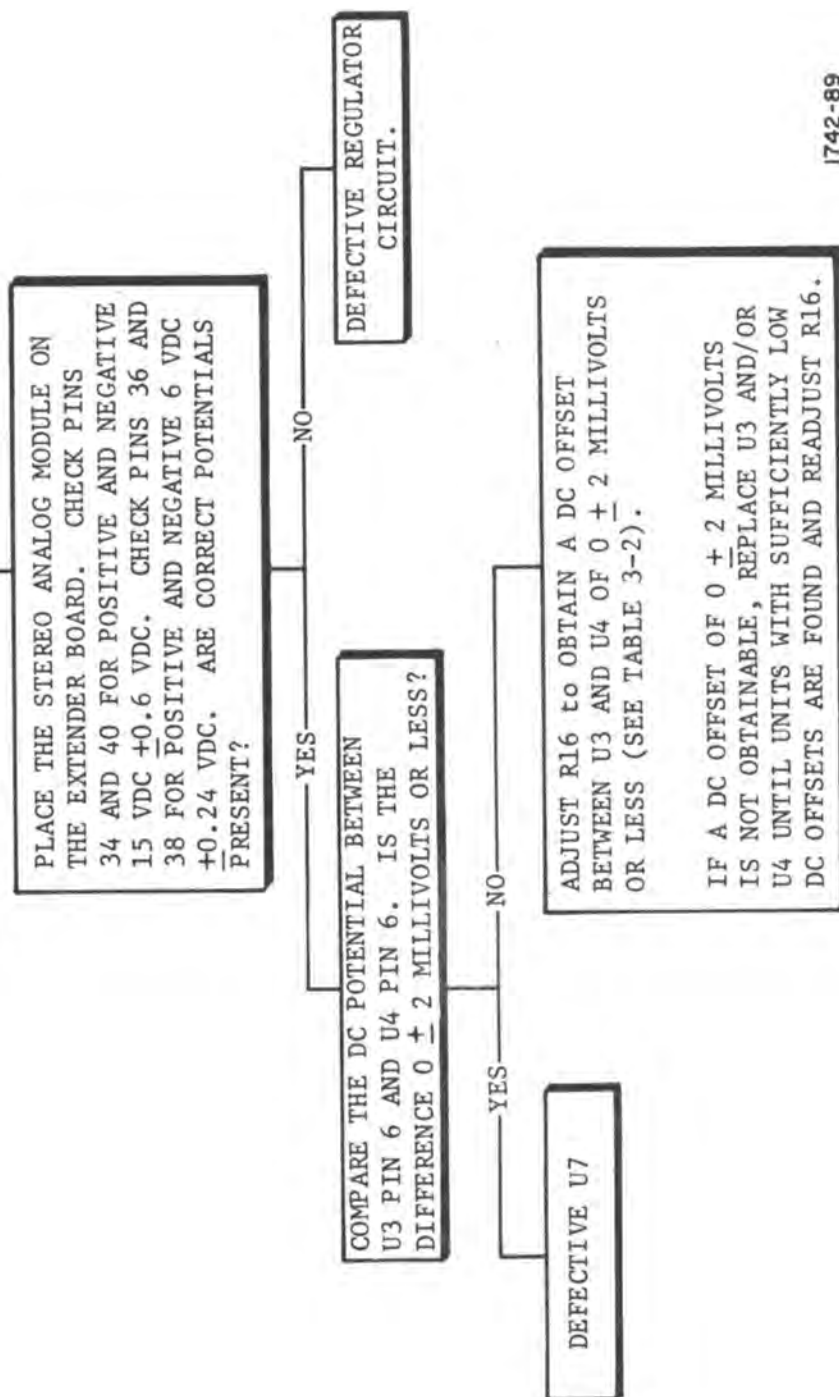 PLACE THE STEREO ANALOG MODULE ON
THE EXTENDER BOARD. CHECK PINS
34 AND 40 FOR POSITIVE AND NEGATIVE
15 VDC ±0.6 VDC. CHECK PINS 36 AND
38 FOR POSITIVE AND NEGATIVE 6 VDC
±0.24 VDC. ARE CORRECT POTENTIALS
PRESENT?
YES
NO
COMPARE THE DC POTENTIAL BETWEEN
U3 PIN 6 AND U4 PIN 6. IS THE
DIFFERENCE 0 ± 2 MILLIVOLTS OR LESS?
DEFECTIVE REGULATOR
CIRCUIT.
YES
NO
DEFECTIVE U7
ADJUST R16 to OBTAIN A DC OFFSET
BETWEEN U3 AND U4 OF 0 ± 2 MILLIVOLTS
OR LESS (SEE TABLE 3-2).
IF A DC OFFSET OF 0 ± 2 MILLIVOLTS
IS NOT OBTAINABLE, REPLACE U3 AND/OR
U4 UNTIL UNITS WITH SUFFICIENTLY LOW
DC OFFSETS ARE FOUND AND READJUST R16.
1742-89